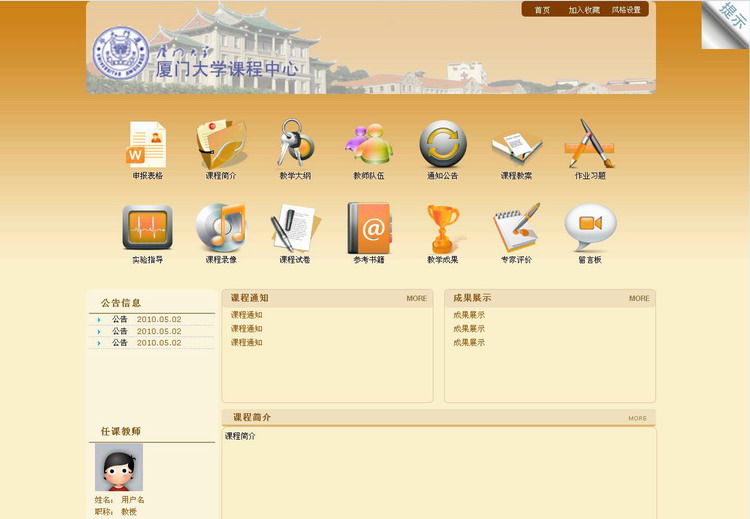 首页 加入收藏 风格设置
提示
厦门大学
厦门大学课程中心
申报表格 课程简介 教学大纲 教师队伍 通知公告 课程教案 作业习题
实验指导 课程录像 课程试卷 参考书籍 教学成果 专家评价 留言板
公告信息
公告 2010.05.02
公告 2010.05.02
公告 2010.05.02
课程通知 MORE
课程通知
课程通知
课程通知
成果展示 MORE
成果展示
成果展示
成果展示
任课教师
姓名： 用户名
职称： 教授
课程简介 MORE
课程简介